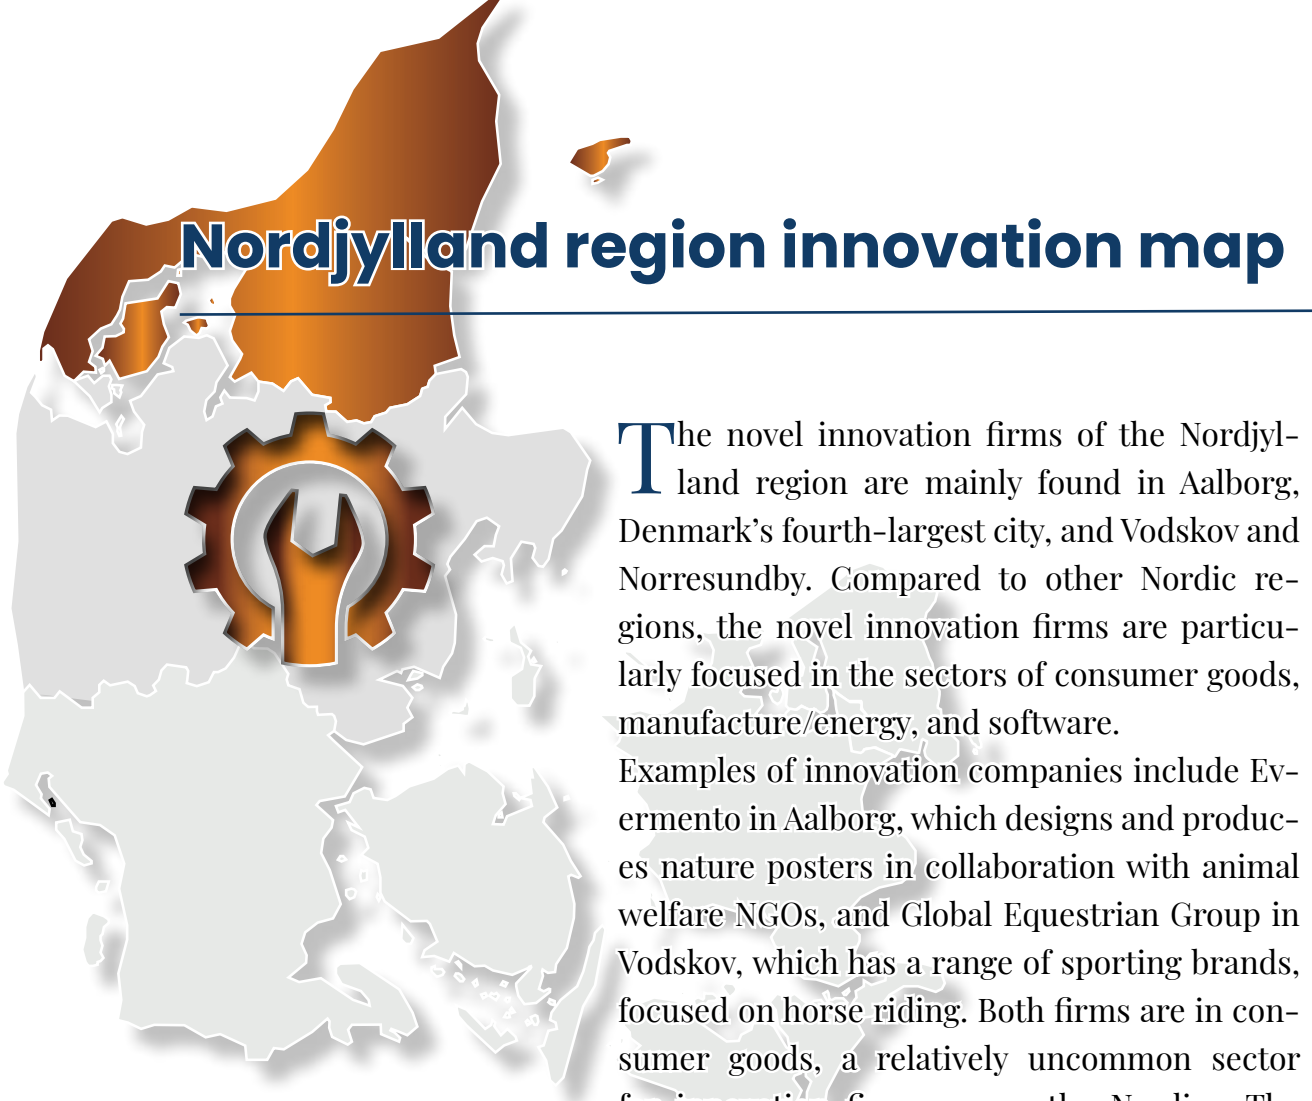 Nordjylland region innovation map
The novel innovation firms of the Nordjyl-
land region are mainly found in Aalborg,
Denmark’s fourth-largest city, and Vodskov and
Norresundby. Compared to other Nordic re-
gions, the novel innovation firms are particu-
larly focused in the sectors of consumer goods,
manufacture/energy, and software.
Examples of innovation companies include Ev-
ermento in Aalborg, which designs and produc-
es nature posters in collaboration with animal
welfare NGOs, and Global Equestrian Group in
Vodskov, which has a range of sporting brands,
focused on horse riding. Both firms are in con-
sumer goods, a relatively uncommon sector